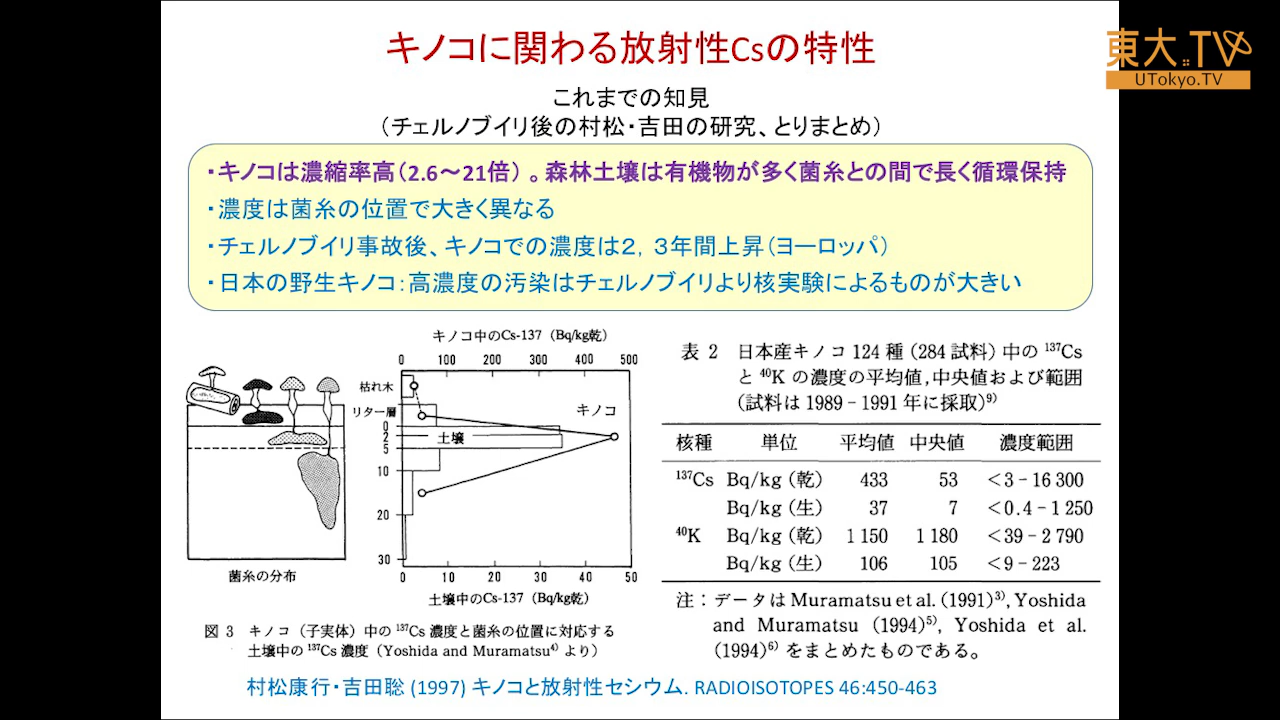 キノコに関わる放射性Csの特性
東大.TV
UTokyo.TV
これまでの知見
（チェルノブイリ後の村松・吉田の研究、とりまとめ）
・キノコは濃縮率高（2.6～21倍）。森林土壌は有機物が多く菌糸との間で長く循環保持
・濃度は菌糸の位置で大きく異なる
・チェルノブイリ事故後、キノコでの濃度は２，３年間上昇（ヨーロッパ）
・日本の野生キノコ：高濃度の汚染はチェルノブイリより核実験によるものが大きい
キノコ中のCs-137（Bq/kg乾）
0 100 200 300 400 500
枯れ木
リター層
キノコ
土壌
0
2
5
10
20
30
0 10 20 30 40 50
菌糸の分布
土壌中のCs-137（Bq/kg乾）
図 3 キノコ（子実体）中の ¹³⁷Cs 濃度と菌糸の位置に対応する
土壌中の ¹³⁷Cs 濃度（Yoshida and Muramatsu⁴⁾ より）
表 2 日本産キノコ 124 種（284 試料）中の ¹³⁷Cs
と ⁴⁰K の濃度の平均値，中央値および範囲
（試料は 1989－1991 年に採取）⁹⁾
核種 単位 平均値 中央値 濃度範囲
¹³⁷Cs Bq/kg（乾） 433 53 ＜3－16 300
Bq/kg（生） 37 7 ＜0.4－1 250
⁴⁰K Bq/kg（乾） 1 150 1 180 ＜39－2 790
Bq/kg（生） 106 105 ＜9－223
注：データは Muramatsu et al. (1991)³⁾, Yoshida
and Muramatsu (1994)⁵⁾, Yoshida et al.
(1994)⁶⁾ をまとめたものである。
村松康行・吉田聡 (1997) キノコと放射性セシウム. RADIOISOTOPES 46:450-463